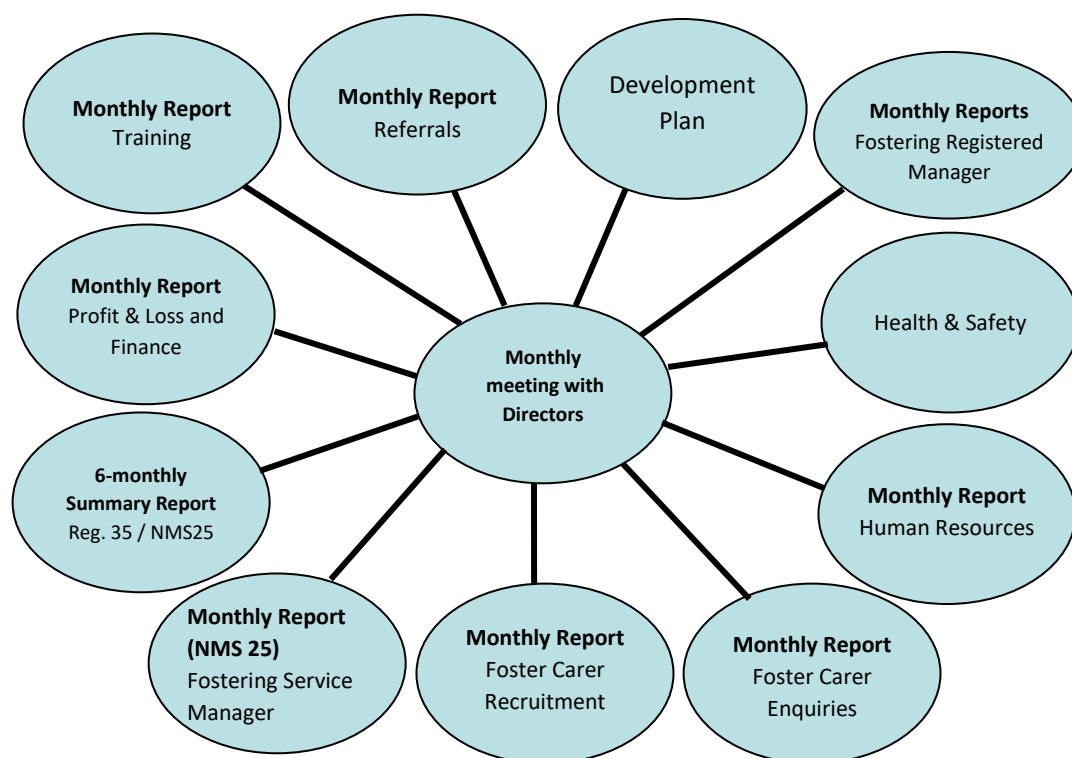 Monthly Report
Training
Monthly Report
Referrals
Development
Plan
Monthly Reports
Fostering Registered
Manager
Monthly Report
Profit & Loss and
Finance
Health & Safety
Monthly
meeting with
Directors
6-monthly
Summary Report
Reg. 35 / NMS25
Monthly Report
Human Resources
Monthly Report
(NMS 25)
Fostering Service
Manager
Monthly Report
Foster Carer
Recruitment
Monthly Report
Foster Carer
Enquiries